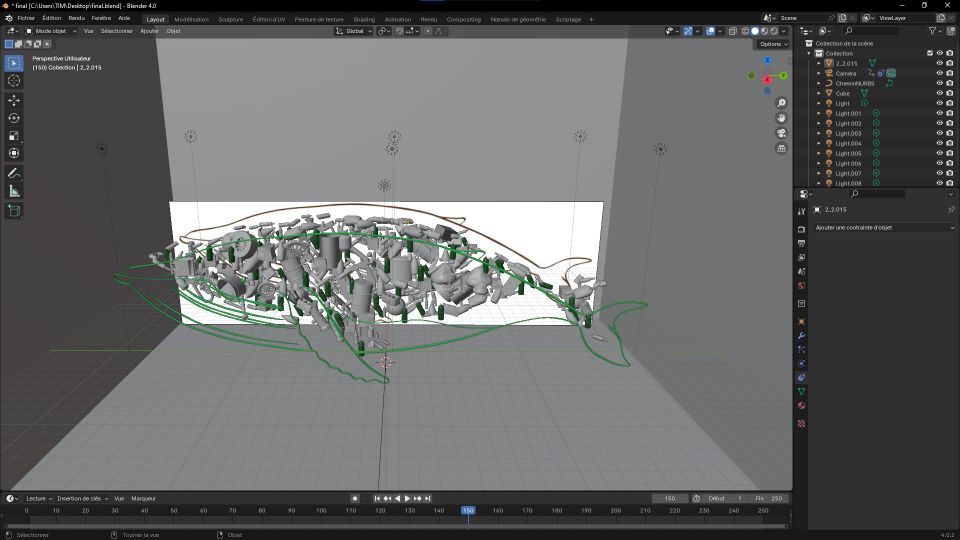 * final [C:\Users\TIM\Desktop\final.blend] - Blender 4.0
Fichier Édition Rendu Fenêtre Aide Layout Modélisation Sculpture Édition d'UV Peinture de texture Shading Animation Rendu Compositing Nœuds de géométrie Scripting + Scene ViewLayer
Mode objet Vue Sélectionner Ajouter Objet Global
Options
Perspective Utilisateur
(150) Collection | 2_2.015
Z
Y
X
Collection de la scène
Collection
2_2.015
Camera
CheminNURBS
Cube
Light
Light.001
Light.002
Light.003
Light.004
Light.005
Light.006
Light.007
Light.008
2_2.015
Ajouter une contrainte d'objet
Lecture Insertion de clés Vue Marqueur 150 Début 1 Fin 250
0 10 20 30 40 50 60 70 80 90 100 110 120 130 140 150 160 170 180 190 200 210 220 230 240 250
Sélectionner Tourner la vue Objet 4.0.2